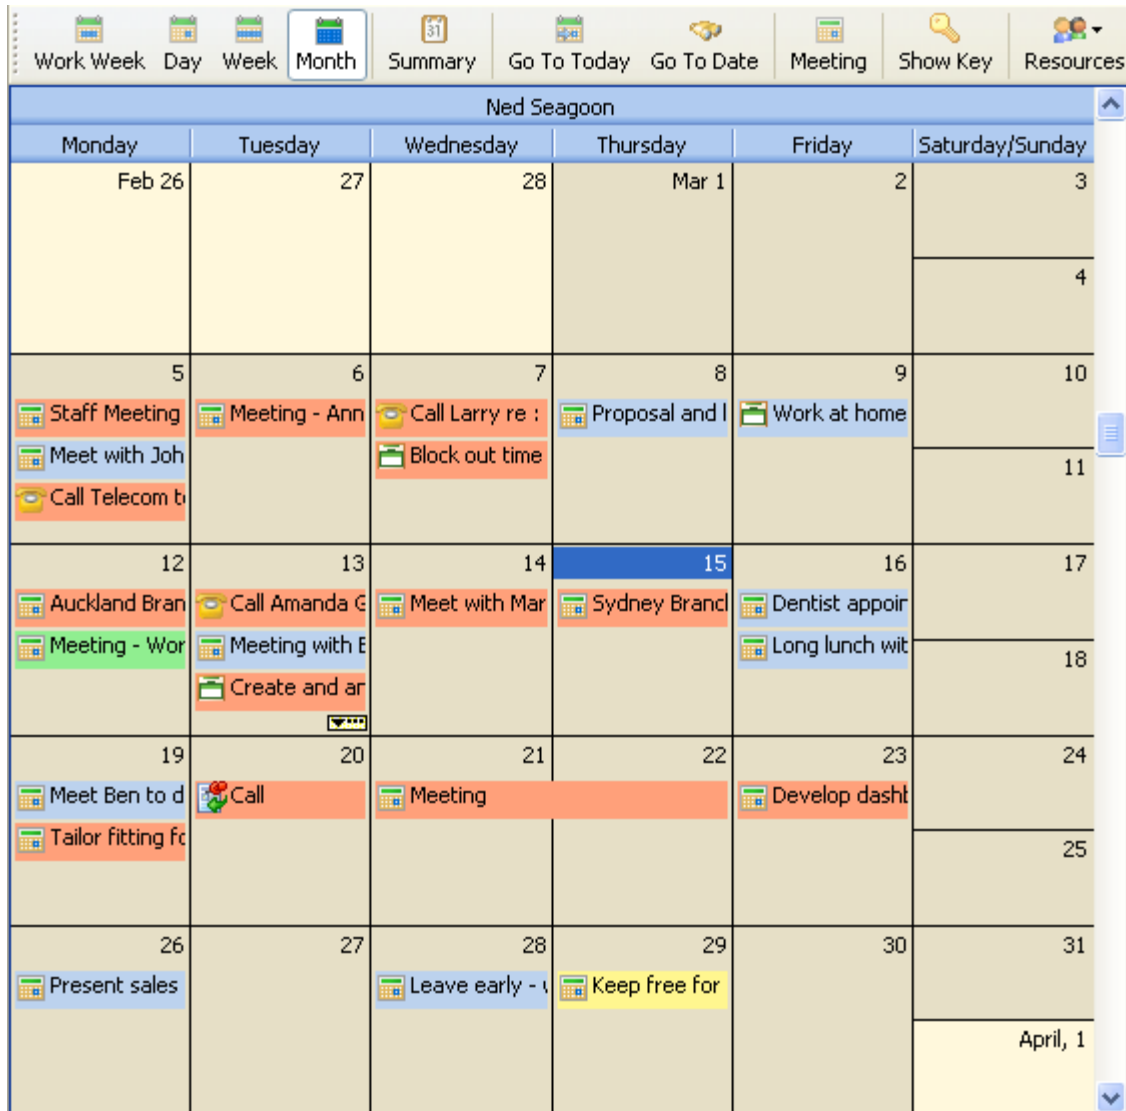 Work Week Day Week Month Summary Go To Today Go To Date Meeting Show Key Resources
Ned Seagoon
Monday Tuesday Wednesday Thursday Friday Saturday/Sunday
Feb 26 27 28 Mar 1 2 3
4
5 6 7 8 9 10
Staff Meeting Meeting - Ann Call Larry re : Proposal and Work at home
Meet with Joh Block out time
11
Call Telecom
12 13 14 15 16 17
Auckland Bran Call Amanda Meet with Mar Sydney Dentist
Meeting - Wor Meeting with Long lunch wit
18
Create and ar
19 20 21 22 23 24
Meet Ben to d Call Meeting Develop
Tailor fitting
25
26 27 28 29 30 31
Present sales Leave early - Keep free for
April, 1